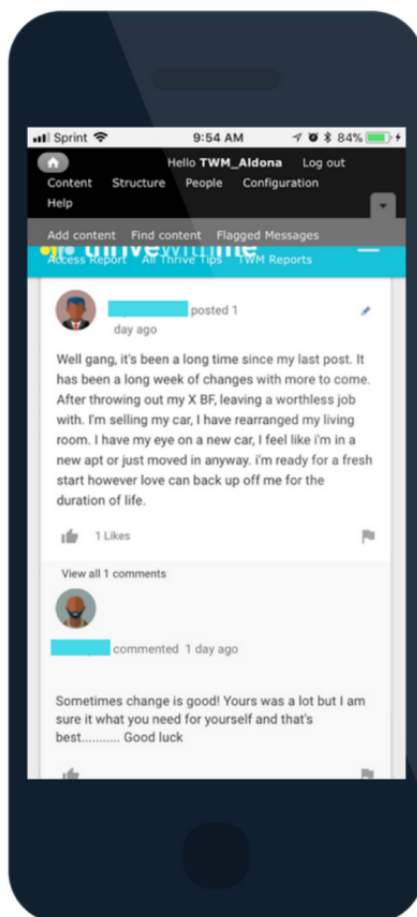 Sprint 9:54 AM 84%
Hello TWM_Aldona Log out
Content Structure People Configuration
Help
Add content Find content Flagged Messages
thrivewithme
Access Report All Thrive Tips TWM Reports
posted 1
day ago
Well gang, it's been a long time since my last post. It
has been a long week of changes with more to come.
After throwing out my X BF, leaving a worthless job
with. I'm selling my car, I have rearranged my living
room. I have my eye on a new car, I feel like i'm in a
new apt or just moved in anyway. i'm ready for a fresh
start however love can back up off me for the
duration of life.
1 Likes
View all 1 comments
commented 1 day ago
Sometimes change is good! Yours was a lot but I am
sure it what you need for yourself and that's
best........... Good luck